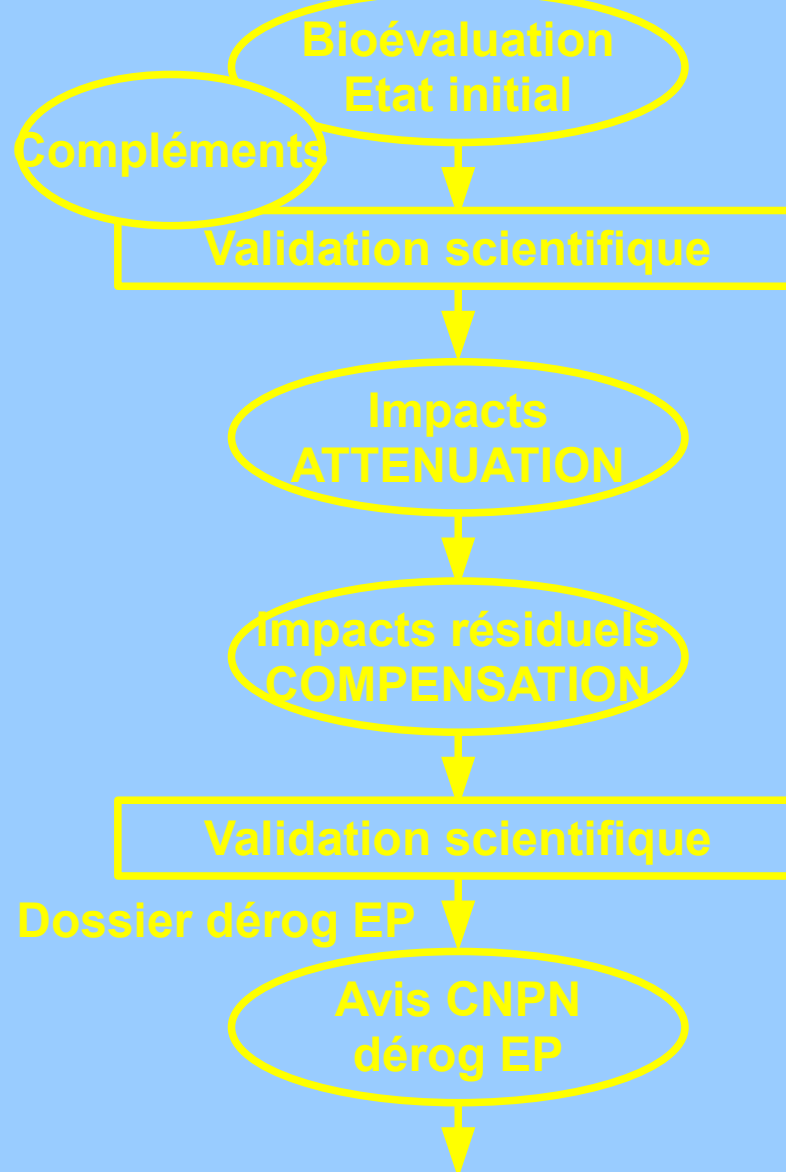 Bioévaluation
Etat initial
Compléments
Validation scientifique
Impacts
ATTENUATION
Impacts résiduels
COMPENSATION
Validation scientifique
Dossier dérog EP
Avis CNPN
dérog EP